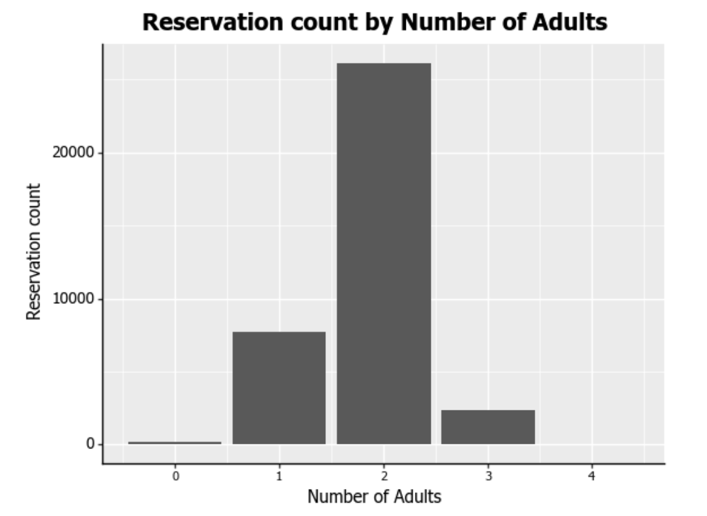 Reservation count by Number of Adults
Reservation count
20000
10000
0
0 1 2 3 4
Number of Adults